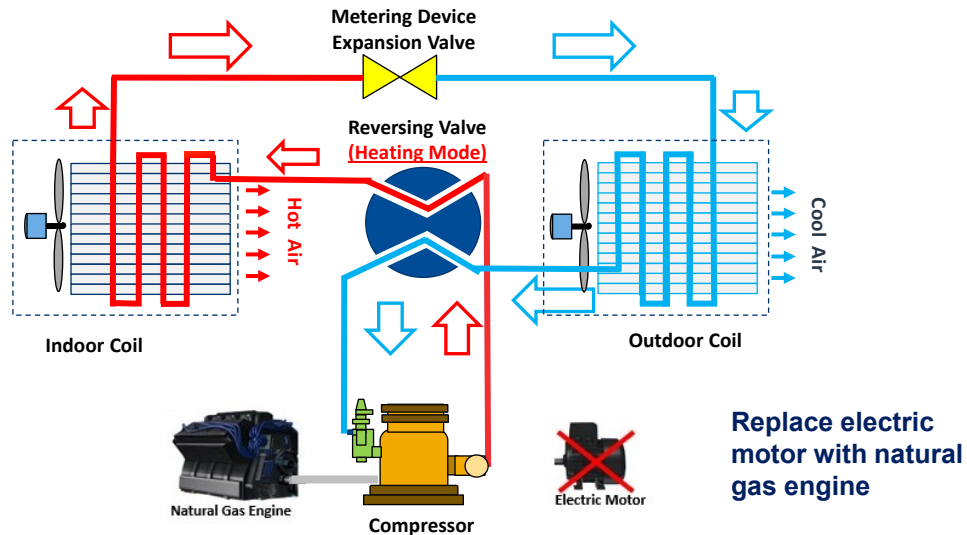 Metering Device
Expansion Valve
Reversing Valve
(Heating Mode)
Hot Air
Cool Air
Indoor Coil
Outdoor Coil
Replace electric
motor with natural
gas engine
Natural Gas Engine
Compressor
Electric Motor